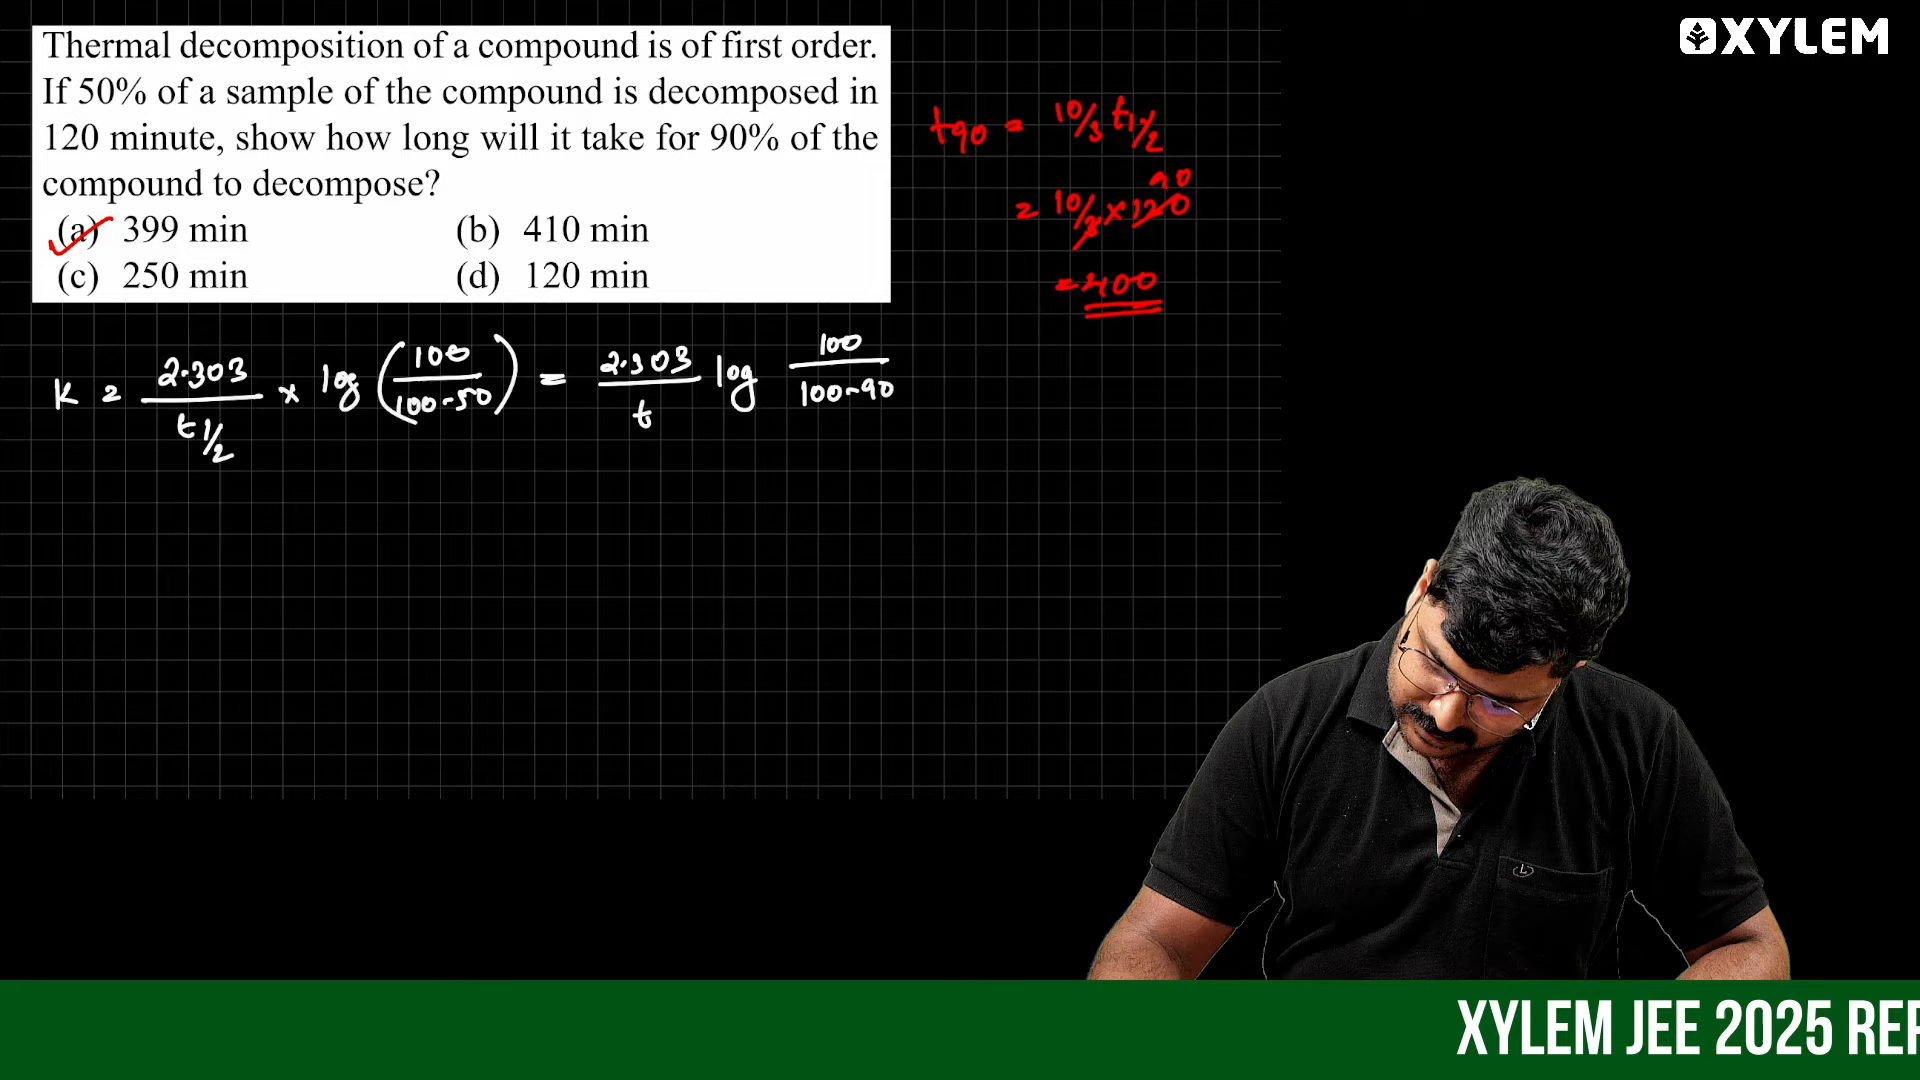 XYLEM
Thermal decomposition of a compound is of first order.
If 50% of a sample of the compound is decomposed in
120 minute, show how long will it take for 90% of the
compound to decompose?
(a) 399 min (b) 410 min
(c) 250 min (d) 120 min
t90 = 10/3 t1/2
40
= 10/3 x 120
= 400
K = 2.303/t1/2 x log (100/100-50) = 2.303/t log 100/100-90
XYLEM JEE 2025 REP